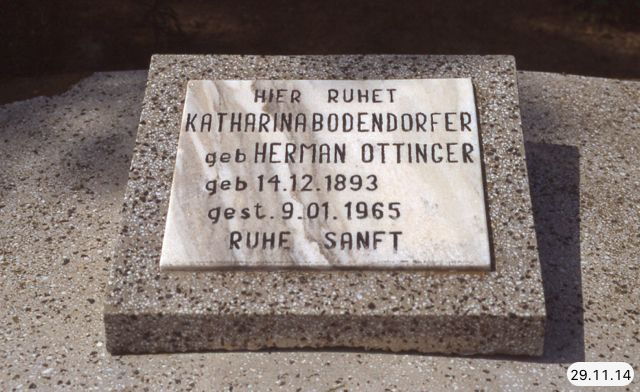 HIER RUHET
KATHARINA BODENDORFER
geb HERMAN OTTINGER
geb 14.12.1893
gest. 9.01.1965
RUHE SANFT
29.11.14